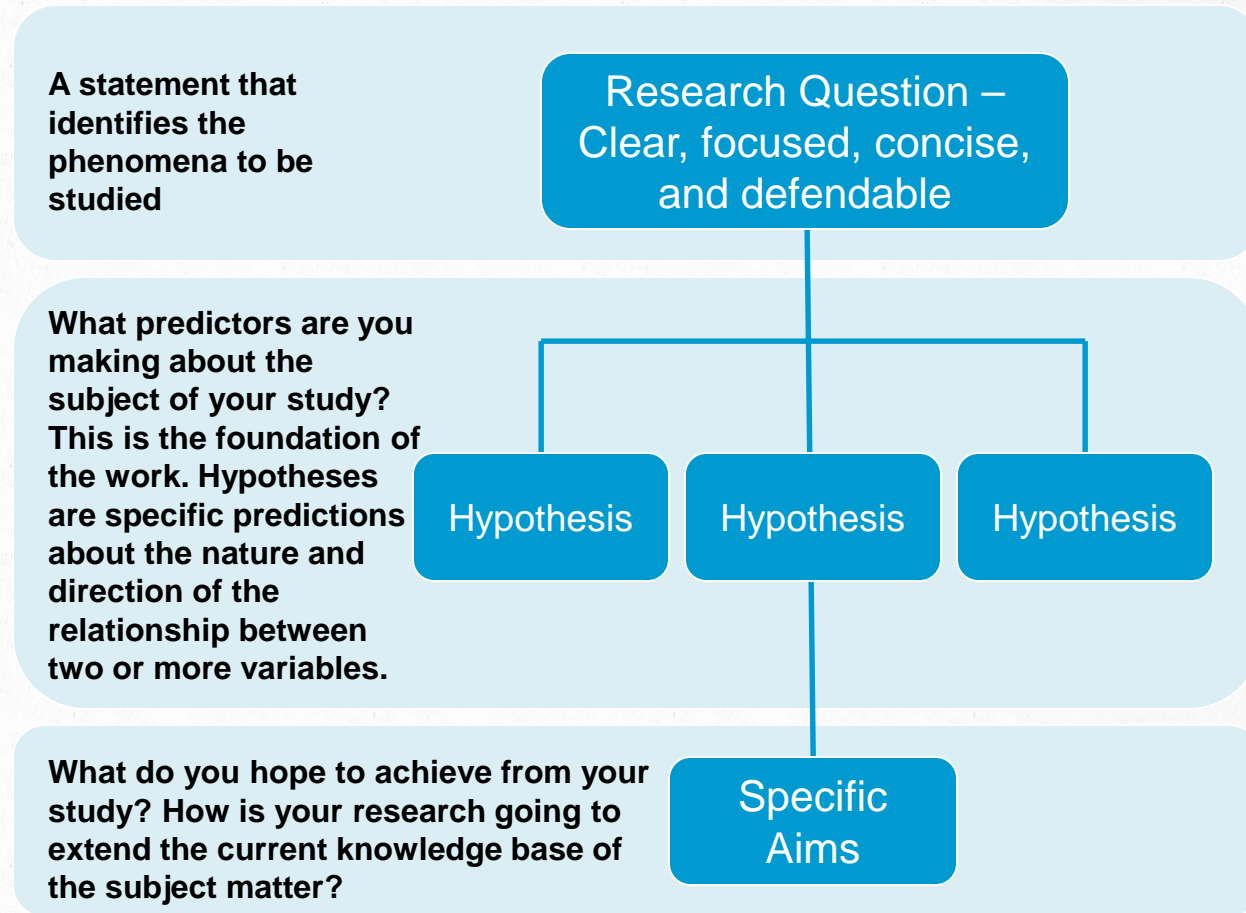 A statement that
identifies the
phenomena to be
studied
Research Question –
Clear, focused, concise,
and defendable
What predictors are you
making about the
subject of your study?
This is the foundation of
the work. Hypotheses
are specific predictions
about the nature and
direction of the
relationship between
two or more variables.
Hypothesis
Hypothesis
Hypothesis
What do you hope to achieve from your
study? How is your research going to
extend the current knowledge base of
the subject matter?
Specific
Aims